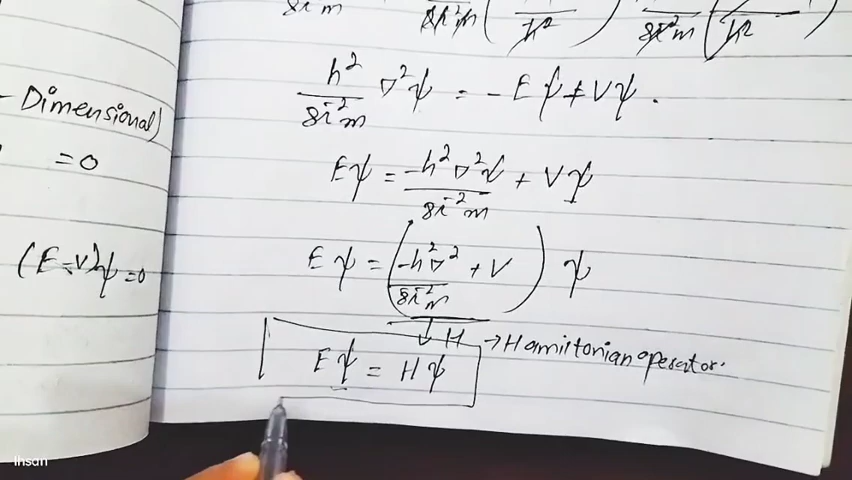 - Dimensional)
= 0
(E - V)ψ = 0
8π²m
h²/8π²m ∇²ψ = - Eψ + Vψ.
Eψ = -h²∇²ψ/8π²m + Vψ
Eψ = (-h²∇²/8π²m + V) ψ
↓ H → Hamiltonian operator.
Eψ = Hψ
Ihsan